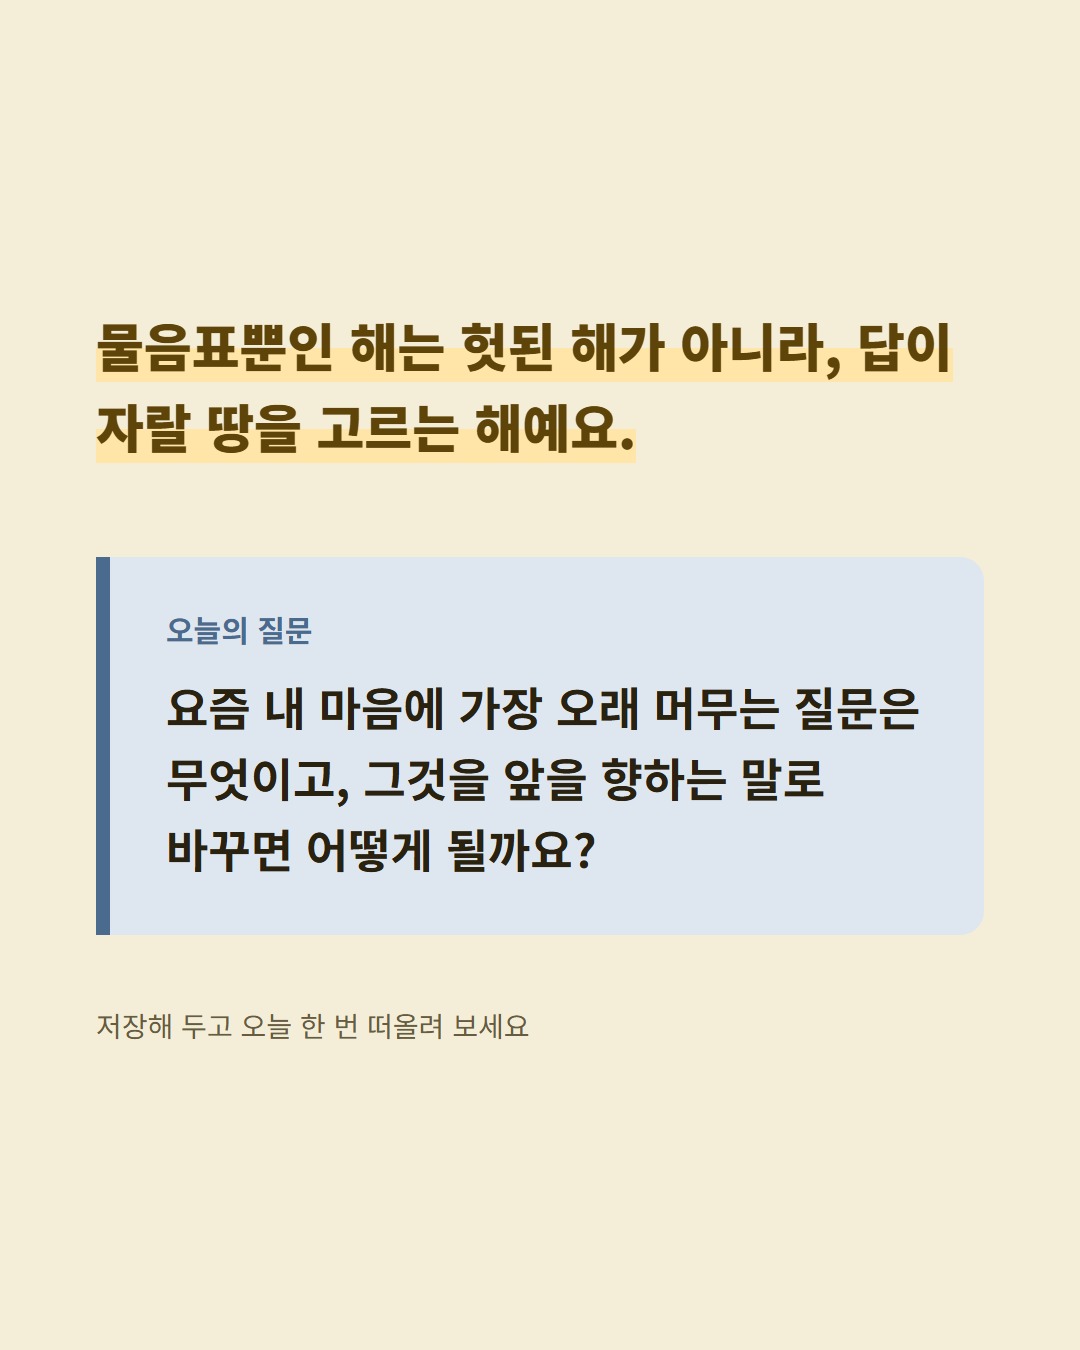 물음표뿐인 해는 헛된 해가 아니라, 답이
자랄 땅을 고르는 해예요.
오늘의 질문
요즘 내 마음에 가장 오래 머무는 질문은
무엇이고, 그것을 앞을 향하는 말로
바꾸면 어떻게 될까요?
저장해 두고 오늘 한 번 떠올려 보세요